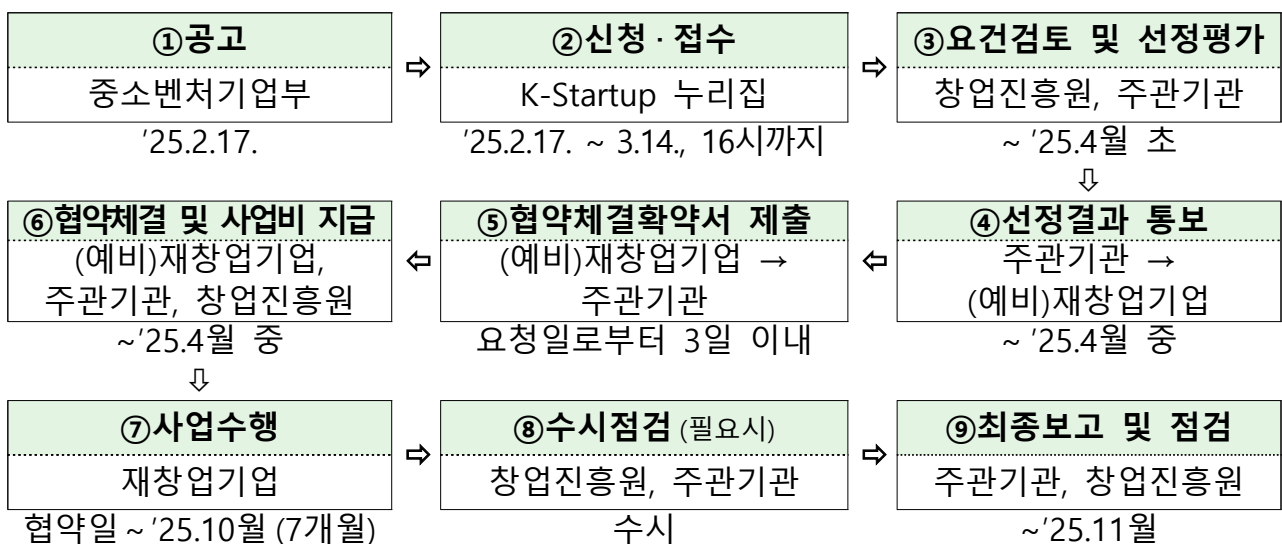 ①공고
중소벤처기업부
'25.2.17.
⇨
②신청·접수
K-Startup 누리집
'25.2.17. ~ 3.14., 16시까지
⇨
③요건검토 및 선정평가
창업진흥원, 주관기관
~ '25.4월 초
⇩
④선정결과 통보
주관기관 →
(예비)재창업기업
~ '25.4월 중
⇦
⑤협약체결확약서 제출
(예비)재창업기업 →
주관기관
요청일로부터 3일 이내
⇦
⑥협약체결 및 사업비 지급
(예비)재창업기업,
주관기관, 창업진흥원
~'25.4월 중
⇩
⑦사업수행
재창업기업
협약일 ~ '25.10월 (7개월)
⇨
⑧수시점검 (필요시)
창업진흥원, 주관기관
수시
⇨
⑨최종보고 및 점검
주관기관, 창업진흥원
~'25.11월